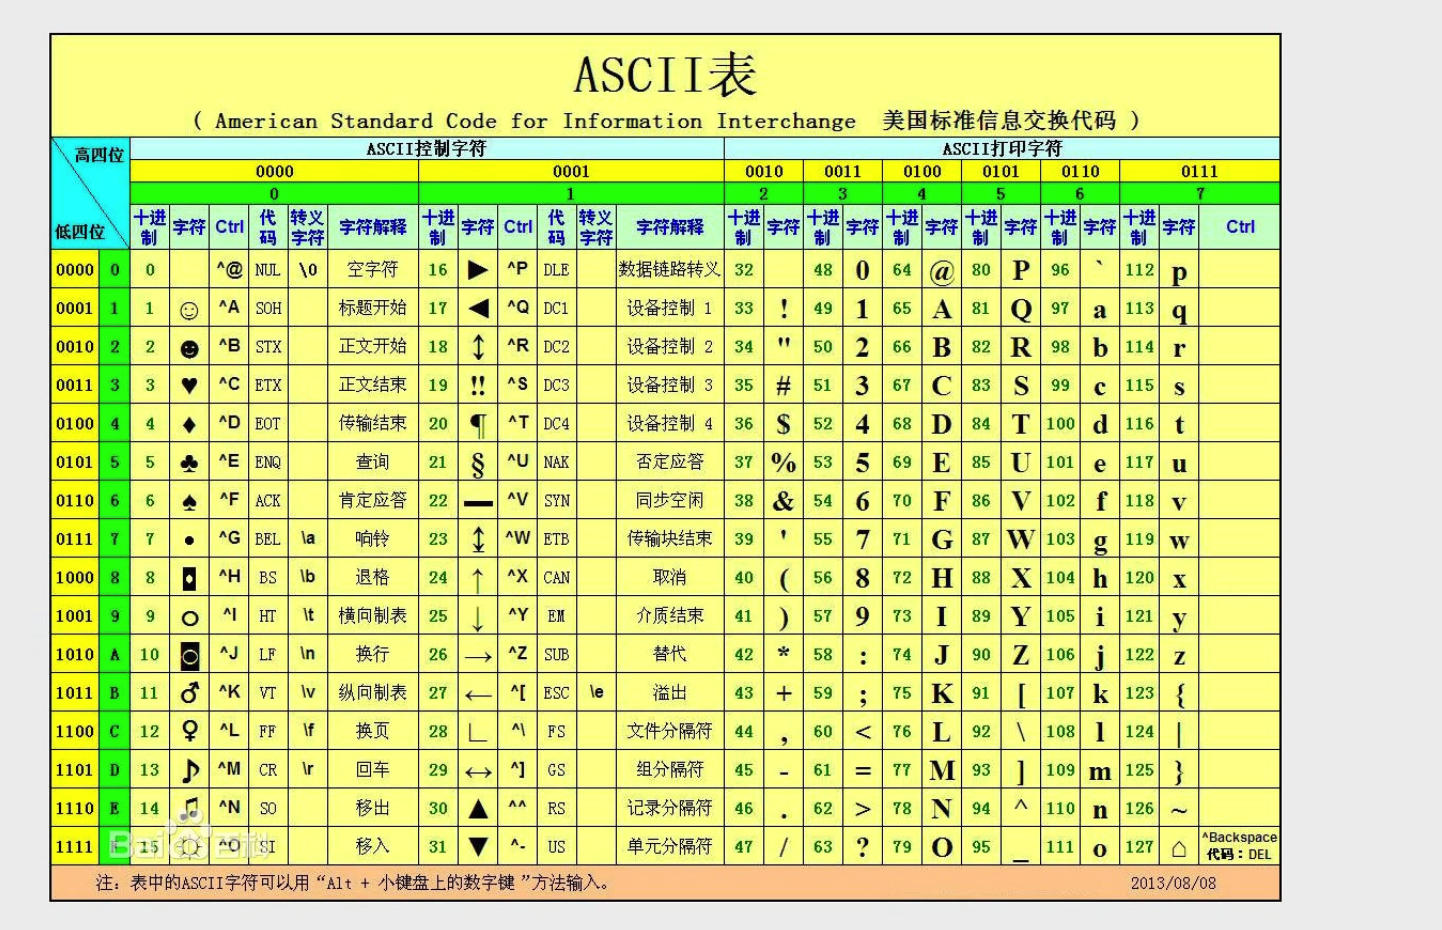 ASCII表
( American Standard Code for Information Interchange 美国标准信息交换代码 )
高四位 ASCII控制字符 ASCII打印字符
0000 0001 0010 0011 0100 0101 0110 0111
0 1 2 3 4 5 6 7
低四位 十进制 字符 Ctrl 代码 转义字符 字符解释 十进制 字符 Ctrl 代码 转义字符 字符解释 十进制 字符 十进制 字符 十进制 字符 十进制 字符 十进制 字符 十进制 字符 Ctrl
0000 0 0 ^@ NUL \0 空字符 16 ► ^P DLE 数据链路转义 32 48 0 64 @ 80 P 96 ` 112 p
0001 1 1 ☺ ^A SOH 标题开始 17 ◄ ^Q DC1 设备控制 1 33 ! 49 1 65 A 81 Q 97 a 113 q
0010 2 2 ☻ ^B STX 正文开始 18 ↕ ^R DC2 设备控制 2 34 " 50 2 66 B 82 R 98 b 114 r
0011 3 3 ♥ ^C ETX 正文结束 19 ‼ ^S DC3 设备控制 3 35 # 51 3 67 C 83 S 99 c 115 s
0100 4 4 ♦ ^D EOT 传输结束 20 ¶ ^T DC4 设备控制 4 36 $ 52 4 68 D 84 T 100 d 116 t
0101 5 5 ♣ ^E ENQ 查询 21 § ^U NAK 否定应答 37 % 53 5 69 E 85 U 101 e 117 u
0110 6 6 ♠ ^F ACK 肯定应答 22 ▬ ^V SYN 同步空闲 38 & 54 6 70 F 86 V 102 f 118 v
0111 7 7 • ^G BEL \a 响铃 23 ↨ ^W ETB 传输块结束 39 ' 55 7 71 G 87 W 103 g 119 w
1000 8 8 ◘ ^H BS \b 退格 24 ↑ ^X CAN 取消 40 ( 56 8 72 H 88 X 104 h 120 x
1001 9 9 ○ ^I HT \t 横向制表 25 ↓ ^Y EM 介质结束 41 ) 57 9 73 I 89 Y 105 i 121 y
1010 A 10 ◙ ^J LF \n 换行 26 → ^Z SUB 替代 42 * 58 : 74 J 90 Z 106 j 122 z
1011 B 11 ♂ ^K VT \v 纵向制表 27 ← ^[ ESC \e 溢出 43 + 59 ; 75 K 91 [ 107 k 123 {
1100 C 12 ♀ ^L FF \f 换页 28 ∟ ^\ FS 文件分隔符 44 , 60 < 76 L 92 \ 108 l 124 |
1101 D 13 ♪ ^M CR \r 回车 29 ↔ ^] GS 组分隔符 45 - 61 = 77 M 93 ] 109 m 125 }
1110 E 14 ♫ ^N SO 移出 30 ▲ ^^ RS 记录分隔符 46 . 62 > 78 N 94 ^ 110 n 126 ~
1111 F 15 ☼ ^O SI 移入 31 ▼ ^- US 单元分隔符 47 / 63 ? 79 O 95 _ 111 o 127 ⌂ ^Backspace 代码：DEL
Bai 百科
注：表中的ASCII字符可以用“Alt + 小键盘上的数字键”方法输入。 2013/08/08